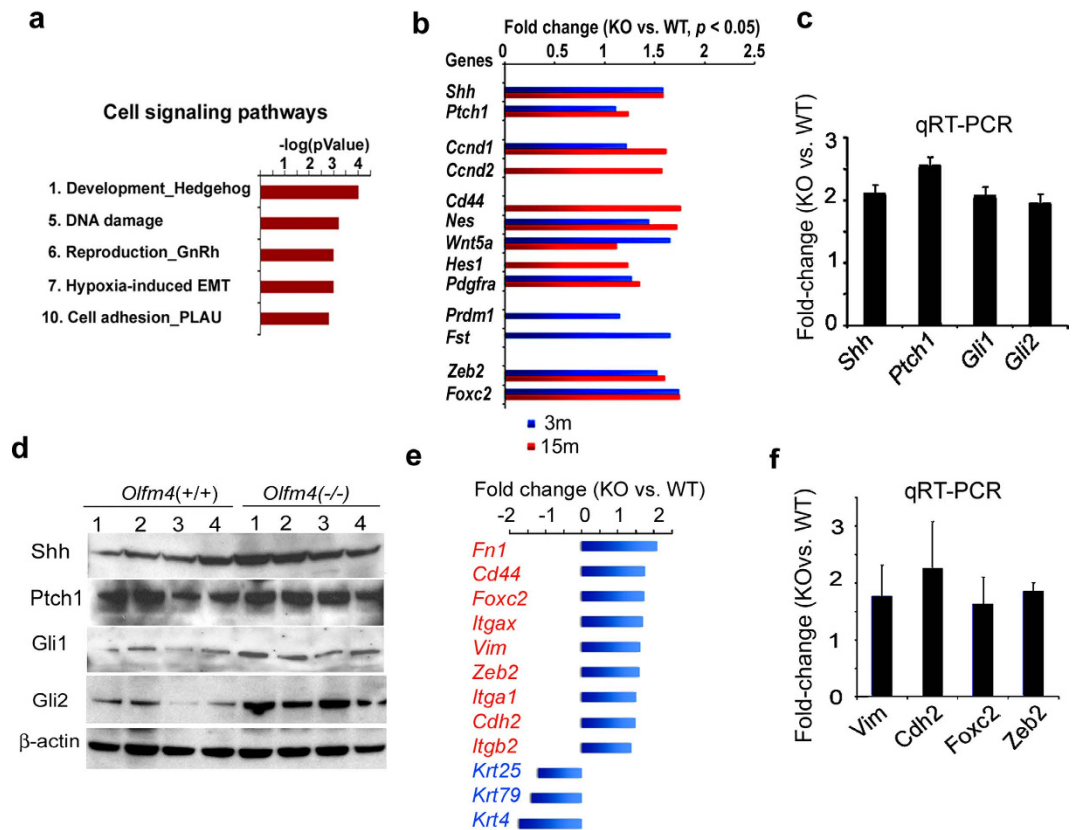 a
Cell signaling pathways
-log(pValue)
1 2 3 4
1. Development_Hedgehog
5. DNA damage
6. Reproduction_GnRh
7. Hypoxia-induced EMT
10. Cell adhesion_PLAU
b
Fold change (KO vs. WT, p < 0.05)
0 0.5 1 1.5 2 2.5
Genes
Shh
Ptch1
Ccnd1
Ccnd2
Cd44
Nes
Wnt5a
Hes1
Pdgfra
Prdm1
Fst
Zeb2
Foxc2
3m
15m
c
qRT-PCR
Fold-change (KO vs. WT)
3
2
1
0
Shh
Ptch1
Gli1
Gli2
d
Olfm4(+/+) Olfm4(-/-)
1 2 3 4 1 2 3 4
Shh
Ptch1
Gli1
Gli2
β-actin
e
Fold change (KO vs. WT)
-2 -1 0 1 2
Fn1
Cd44
Foxc2
Itgax
Vim
Zeb2
Itga1
Cdh2
Itgb2
Krt25
Krt79
Krt4
f
qRT-PCR
Fold-change (KOvs. WT)
3
2
1
0
Vim
Cdh2
Foxc2
Zeb2